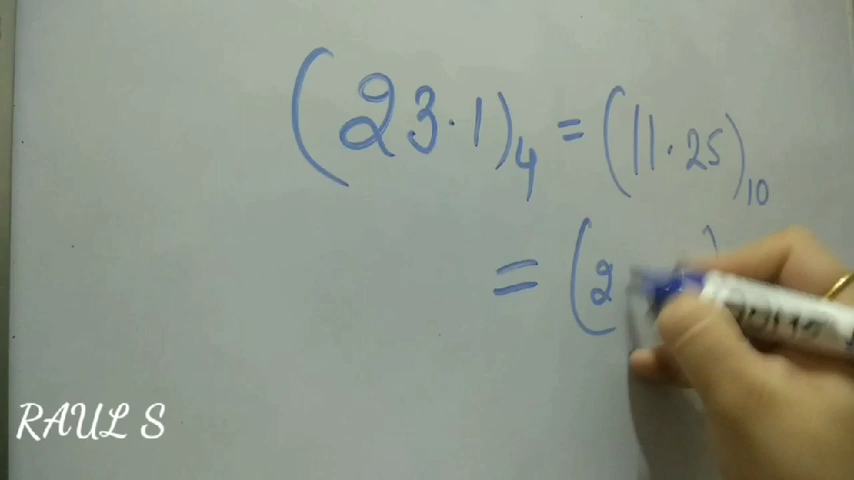 (23.1)4 = (11.25)10
= (2 )
RAUL S